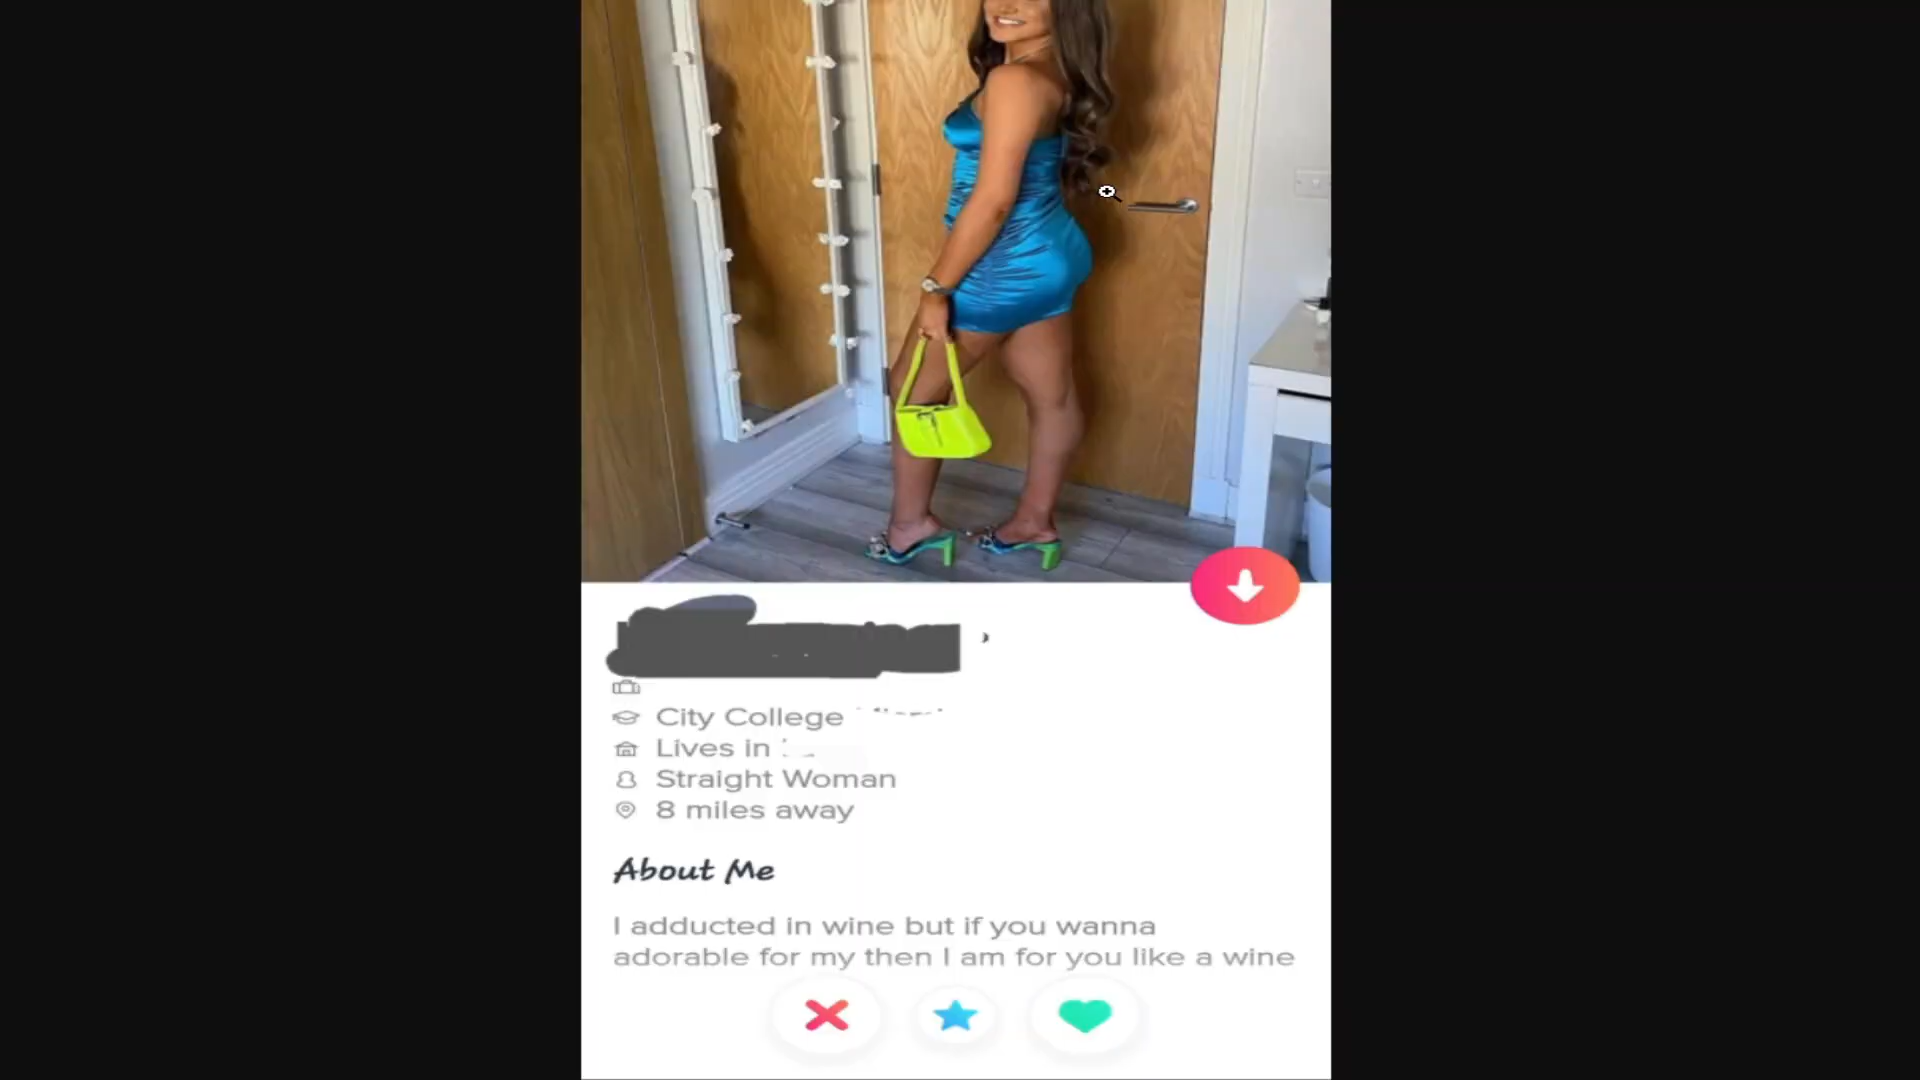 City College
Lives in
Straight Woman
8 miles away
About Me
I adducted in wine but if you wanna
adorable for my then I am for you like a wine